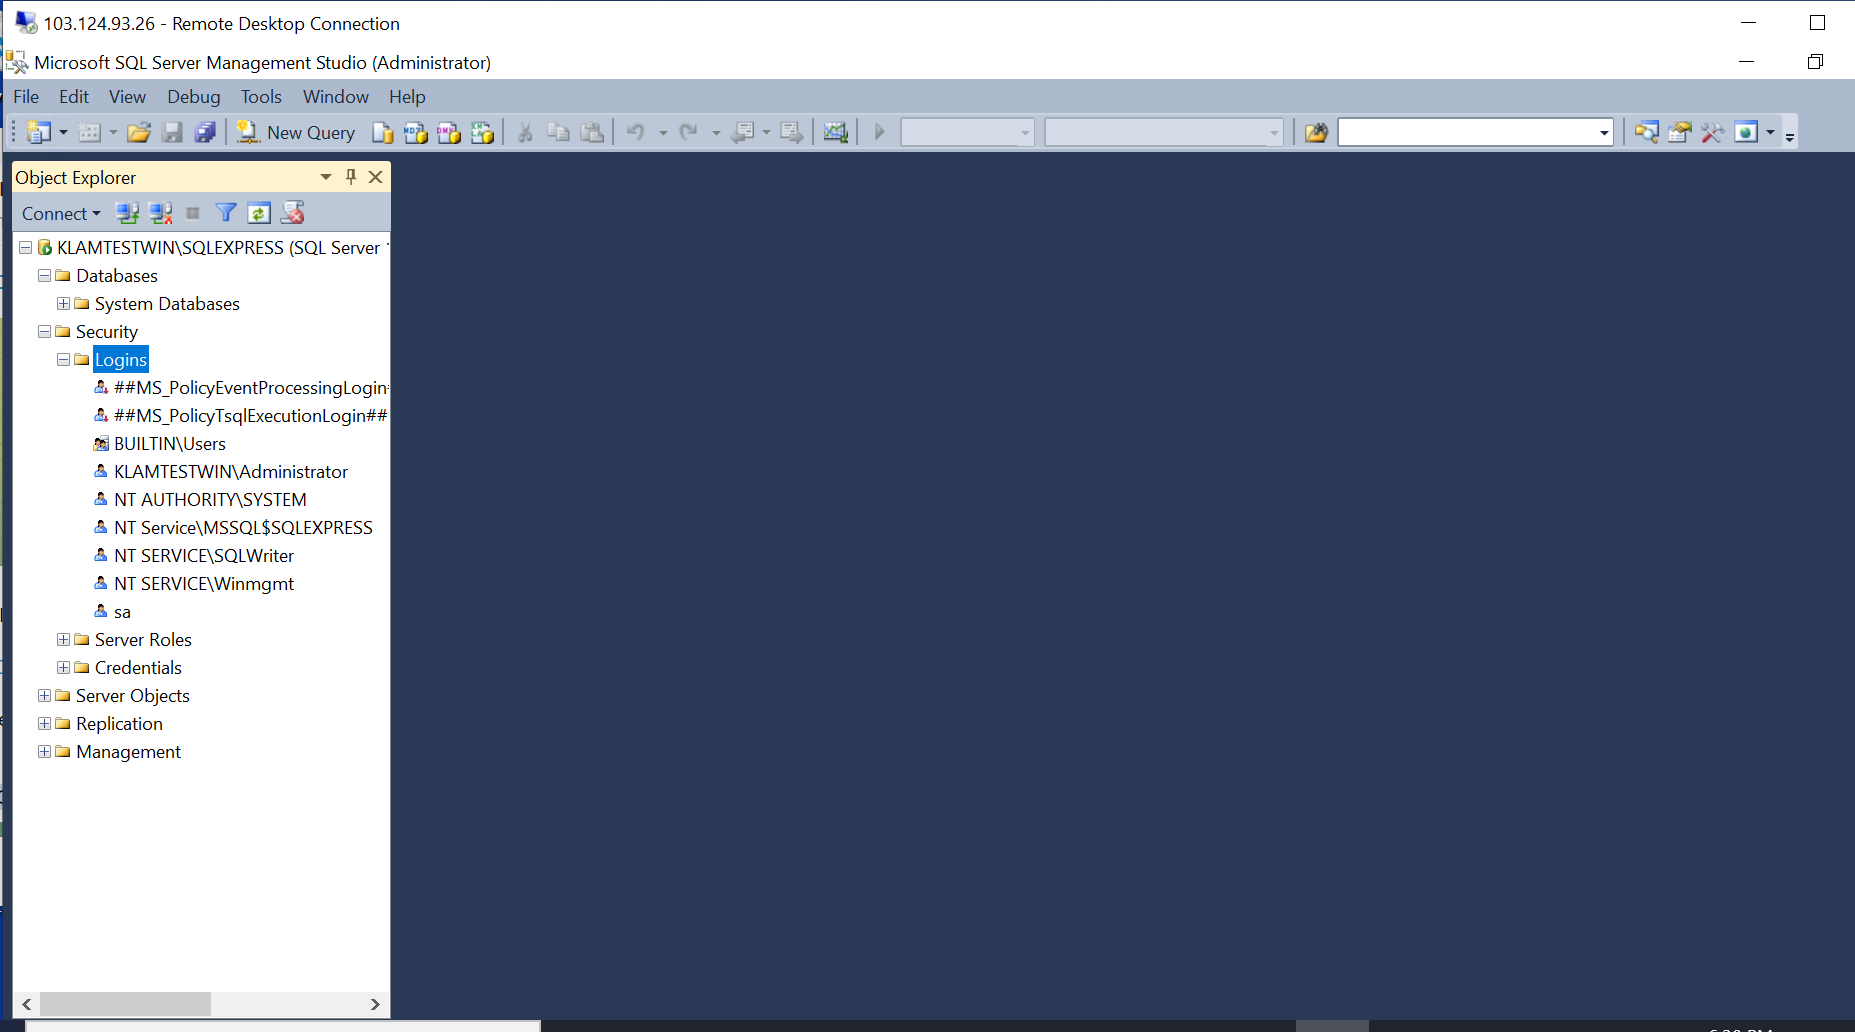 103.124.93.26 - Remote Desktop Connection
Microsoft SQL Server Management Studio (Administrator)
File Edit View Debug Tools Window Help
New Query
Object Explorer
Connect
KLAMTESTWIN\SQLEXPRESS (SQL Server
Databases
System Databases
Security
Logins
##MS_PolicyEventProcessingLogin
##MS_PolicyTsqlExecutionLogin##
BUILTIN\Users
KLAMTESTWIN\Administrator
NT AUTHORITY\SYSTEM
NT Service\MSSQL$SQLEXPRESS
NT SERVICE\SQLWriter
NT SERVICE\Winmgmt
sa
Server Roles
Credentials
Server Objects
Replication
Management